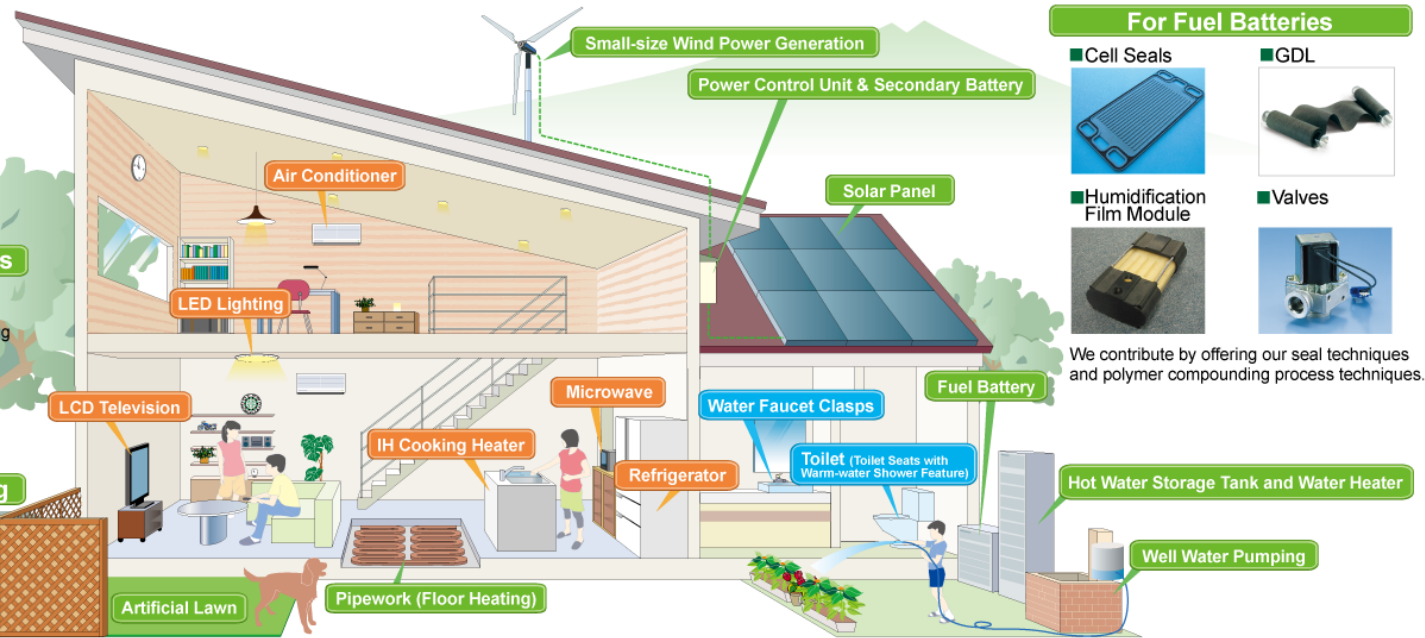 For Fuel Batteries
Small-size Wind Power Generation
■Cell Seals
■GDL
Power Control Unit & Secondary Battery
Air Conditioner
Solar Panel
■Humidification
Film Module
■Valves
s
LED Lighting
g
We contribute by offering our seal techniques
and polymer compounding process techniques.
LCD Television
Microwave
Water Faucet Clasps
Fuel Battery
IH Cooking Heater
Refrigerator
Toilet (Toilet Seats with
Warm-water Shower Feature)
Hot Water Storage Tank and Water Heater
g
Well Water Pumping
Artificial Lawn
Pipework (Floor Heating)